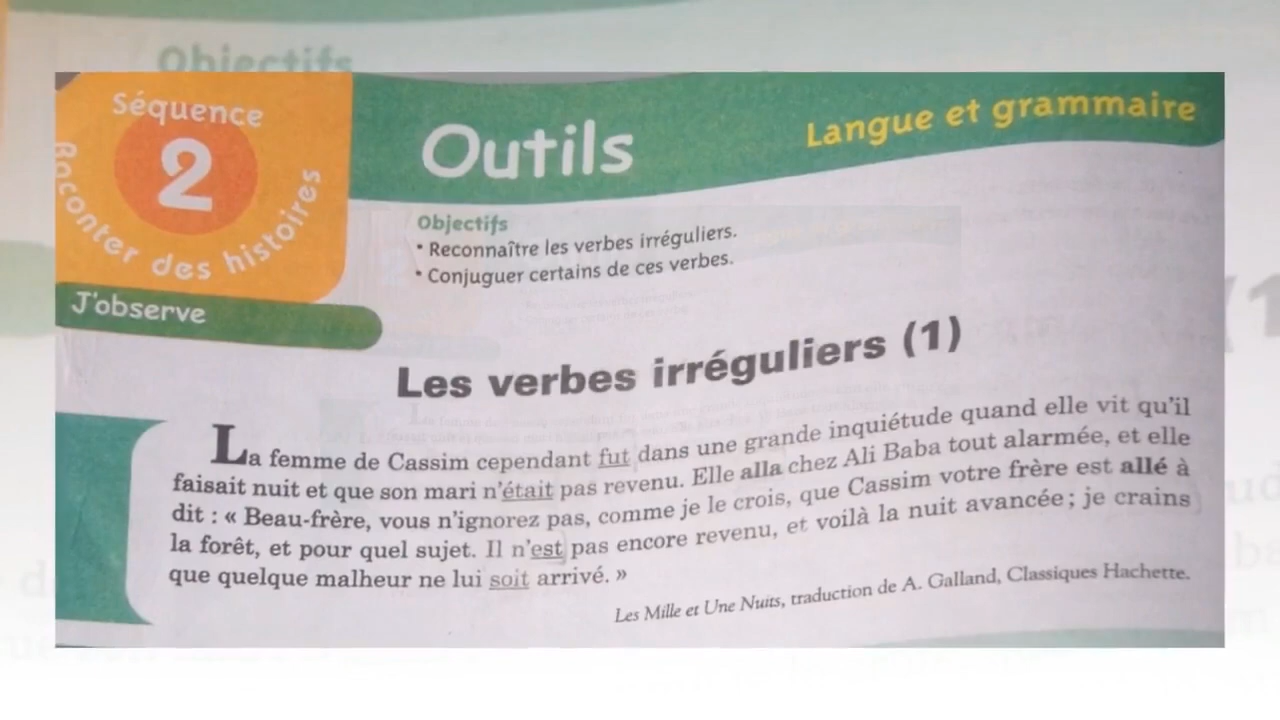 Objectifs
Séquence
2
Raconter des histoires
Outils
Langue et grammaire
Objectifs
• Reconnaître les verbes irréguliers.
• Conjuguer certains de ces verbes.
J'observe
Les verbes irréguliers (1)
La femme de Cassim cependant fut dans une grande inquiétude quand elle vit qu'il
faisait nuit et que son mari n'était pas revenu. Elle alla chez Ali Baba tout alarmée, et elle
dit : « Beau-frère, vous n'ignorez pas, comme je le crois, que Cassim votre frère est allé à
la forêt, et pour quel sujet. Il n'est pas encore revenu, et voilà la nuit avancée ; je crains
que quelque malheur ne lui soit arrivé. »
Les Mille et Une Nuits, traduction de A. Galland, Classiques Hachette.